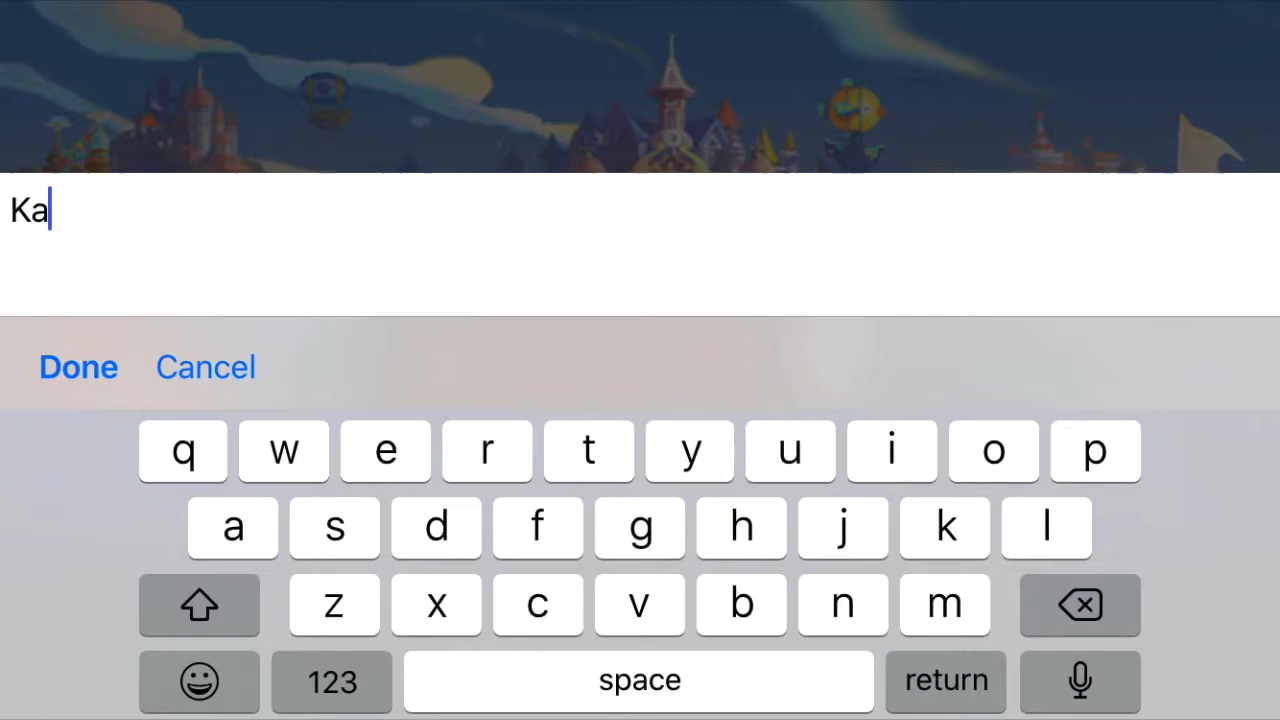 Ka
Done Cancel
q w e r t y u i o p
a s d f g h j k l
z x c v b n m
123 space return